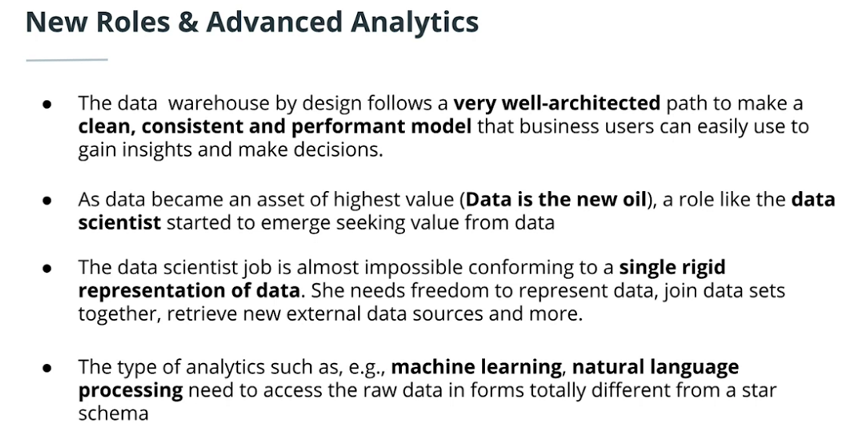 New Roles & Advanced Analytics
● The data  warehouse by design follows a very well-architected path to make a
clean, consistent and performant model that business users can easily use to
gain insights and make decisions.
● As data became an asset of highest value (Data is the new oil), a role like the data
scientist started to emerge seeking value from data
● The data scientist job is almost impossible conforming to a single rigid
representation of data. She needs freedom to represent data, join data sets
together, retrieve new external data sources and more.
● The type of analytics such as, e.g., machine learning, natural language
processing need to access the raw data in forms totally different from a star
schema